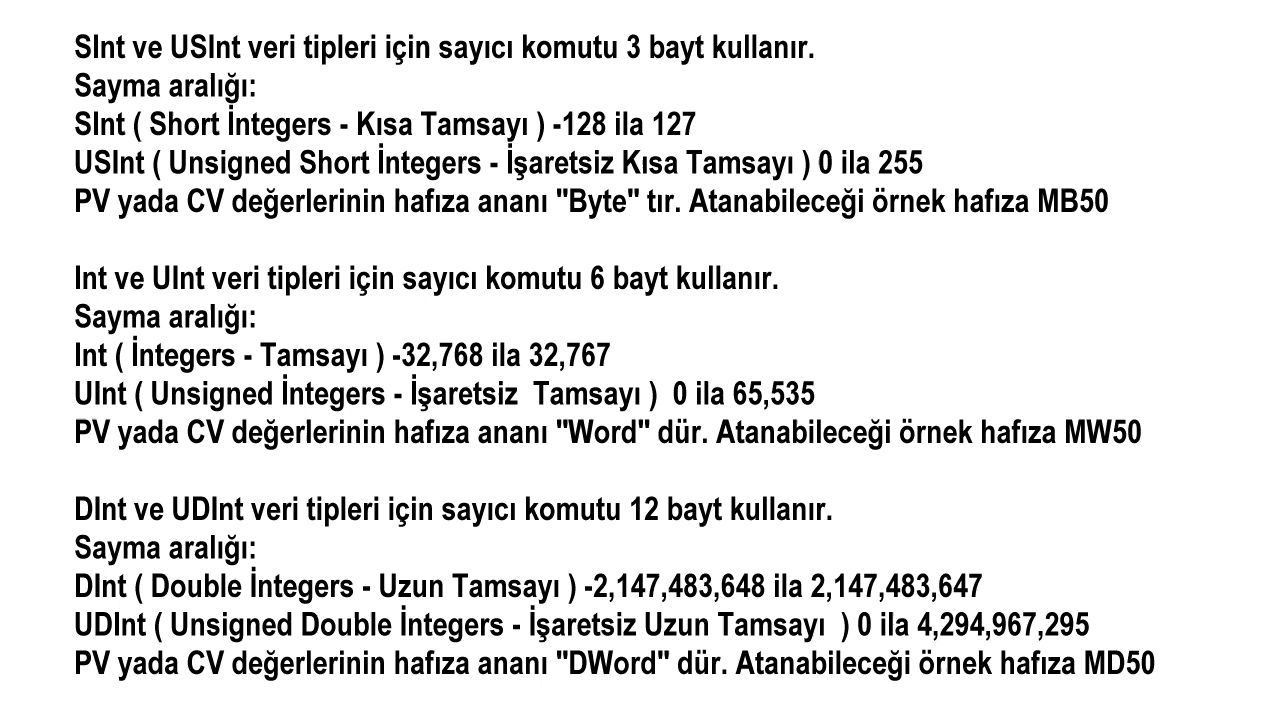 SInt ve USInt veri tipleri için sayıcı komutu 3 bayt kullanır.
Sayma aralığı:
SInt ( Short İntegers - Kısa Tamsayı ) -128 ila 127
USInt ( Unsigned Short İntegers - İşaretsiz Kısa Tamsayı ) 0 ila 255
PV yada CV değerlerinin hafıza ananı "Byte" tır. Atanabileceği örnek hafıza MB50
Int ve UInt veri tipleri için sayıcı komutu 6 bayt kullanır.
Sayma aralığı:
Int ( İntegers - Tamsayı ) -32,768 ila 32,767
UInt ( Unsigned İntegers - İşaretsiz  Tamsayı )  0 ila 65,535
PV yada CV değerlerinin hafıza ananı "Word" dür. Atanabileceği örnek hafıza MW50
DInt ve UDInt veri tipleri için sayıcı komutu 12 bayt kullanır.
Sayma aralığı:
DInt ( Double İntegers - Uzun Tamsayı ) -2,147,483,648 ila 2,147,483,647
UDInt ( Unsigned Double İntegers - İşaretsiz Uzun Tamsayı  ) 0 ila 4,294,967,295
PV yada CV değerlerinin hafıza ananı "DWord" dür. Atanabileceği örnek hafıza MD50